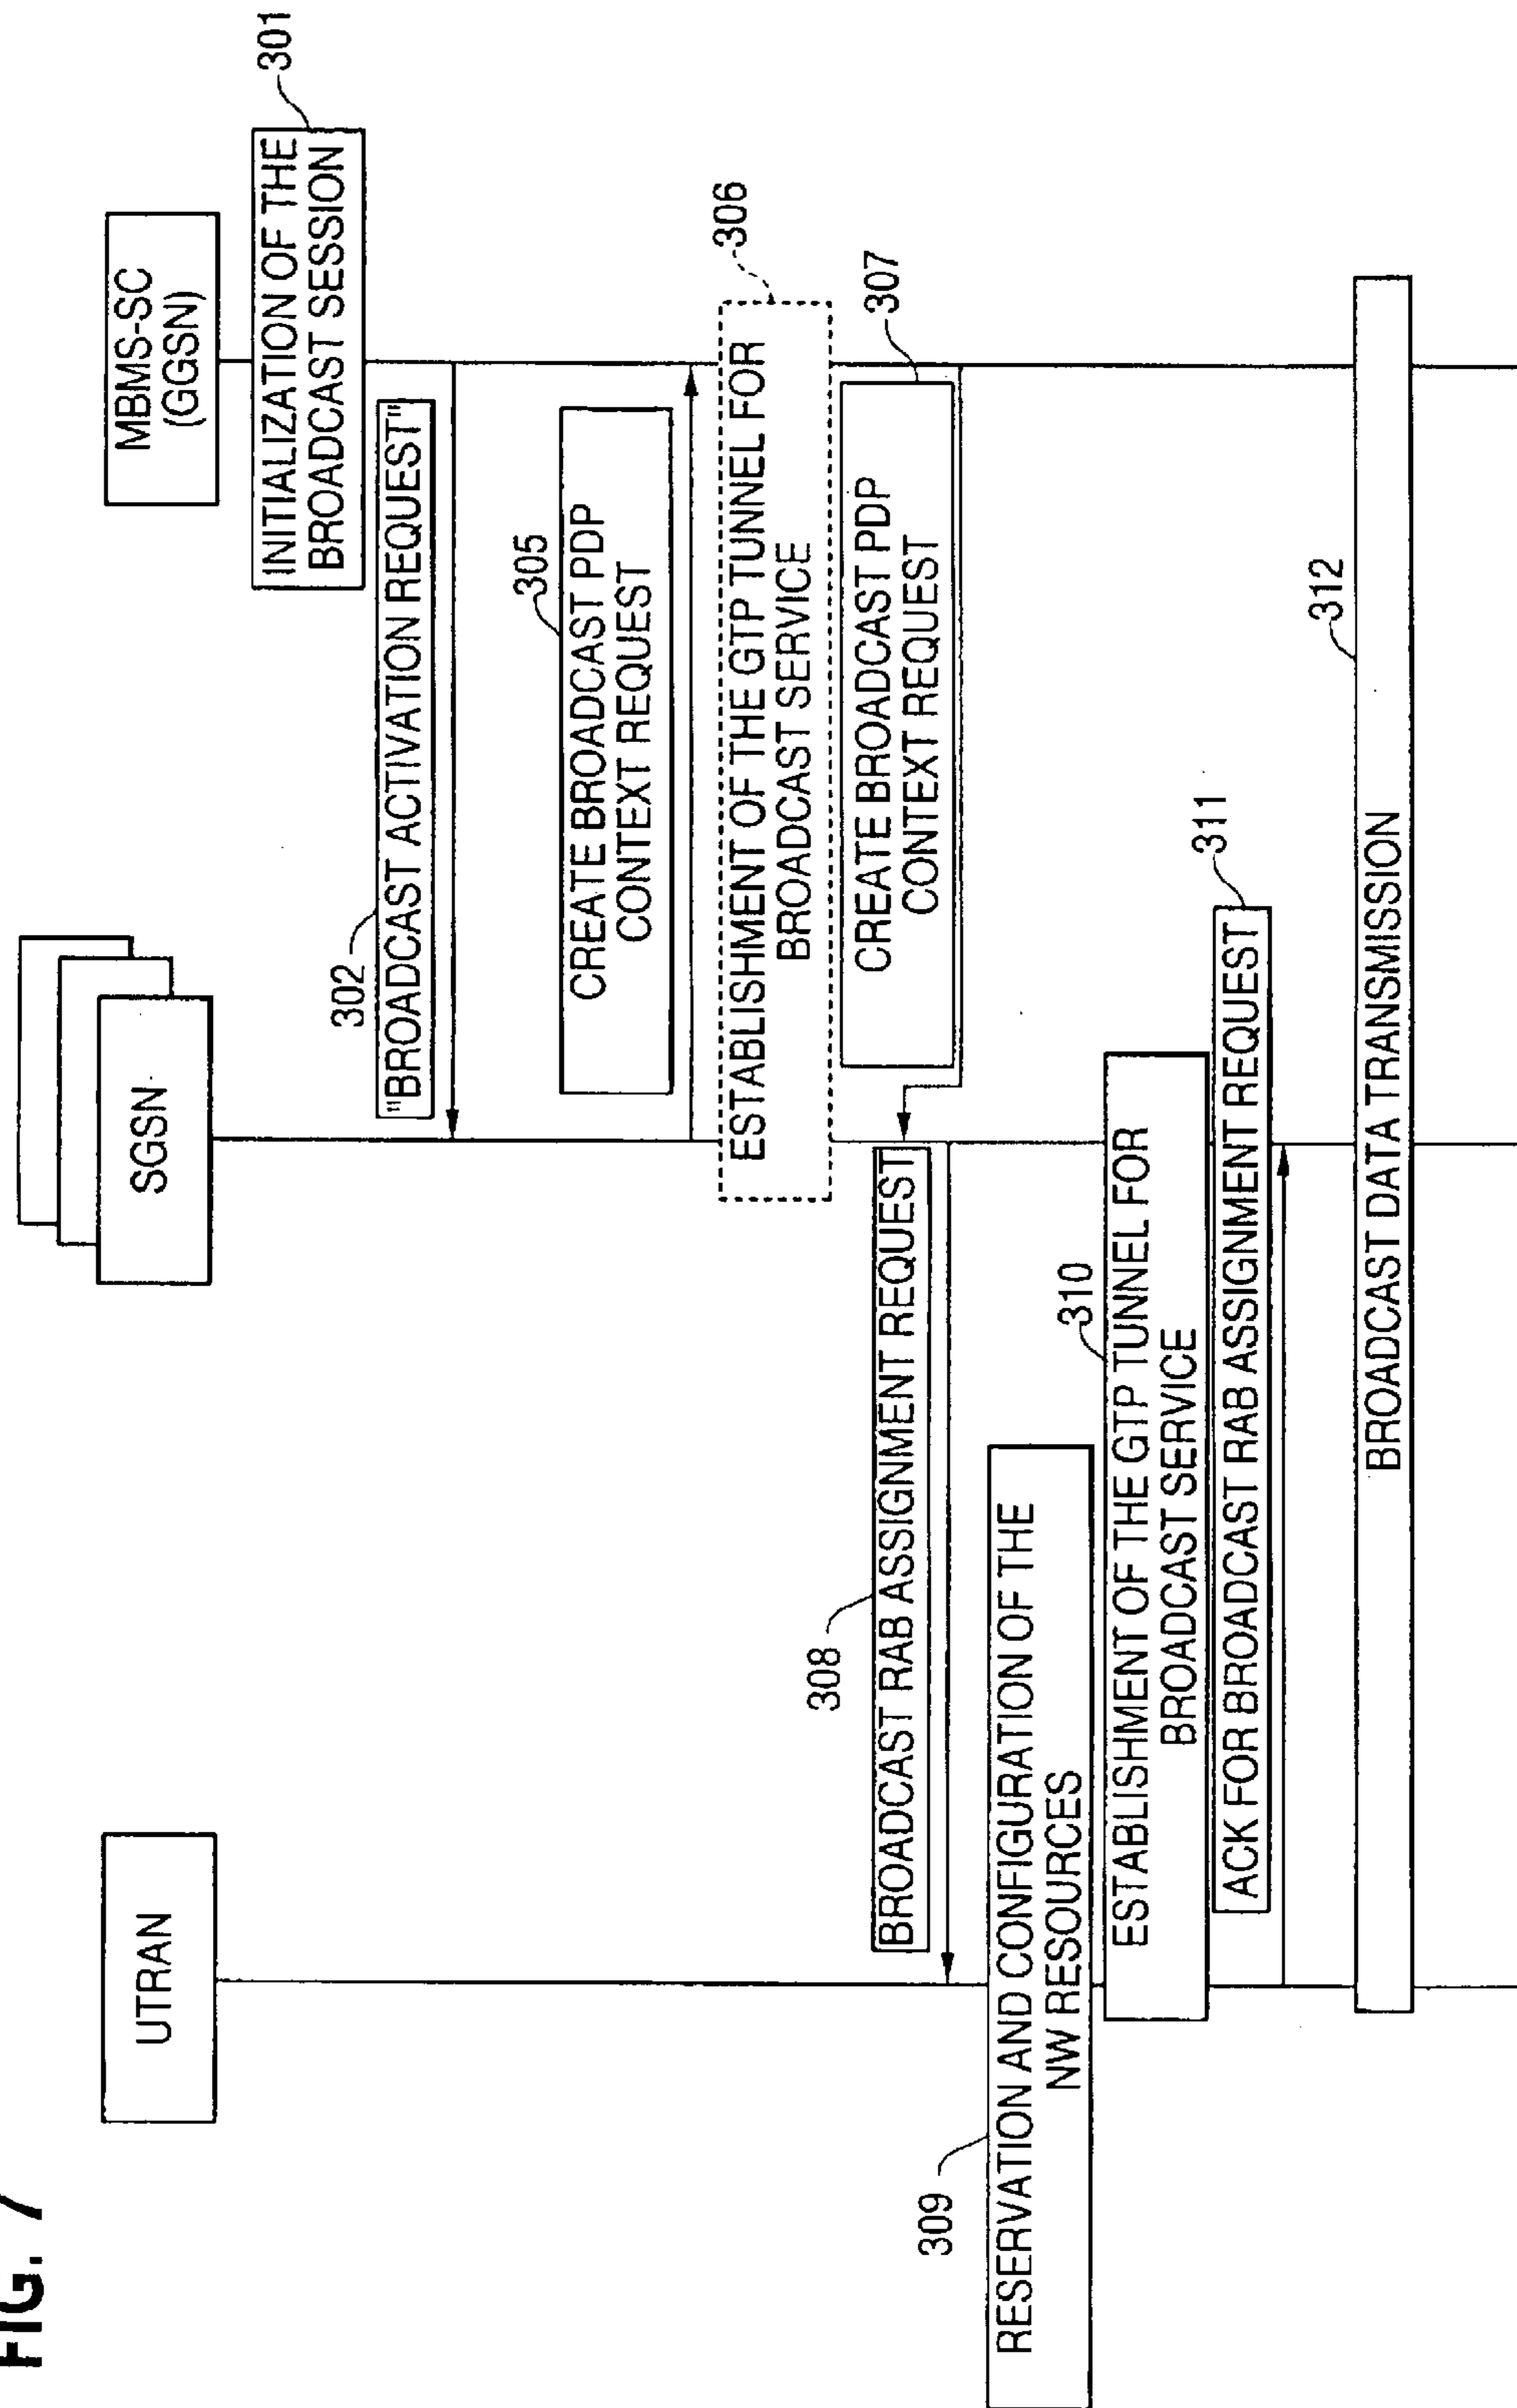 FIG. 7
UTRAN
SGSN
MBMS-SC
(GGSN)
INITIALIZATION OF THE
BROADCAST SESSION
301
302
"BROADCAST ACTIVATION REQUEST"
305
CREATE BROADCAST PDP
CONTEXT REQUEST
306
ESTABLISHMENT OF THE GTP TUNNEL FOR
BROADCAST SERVICE
307
CREATE BROADCAST PDP
CONTEXT REQUEST
308
BROADCAST RAB ASSIGNMENT REQUEST
309
RESERVATION AND CONFIGURATION OF THE
NW RESOURCES
310
ESTABLISHMENT OF THE GTP TUNNEL FOR
BROADCAST SERVICE
311
ACK FOR BROADCAST RAB ASSIGNMENT REQUEST
312
BROADCAST DATA TRANSMISSION